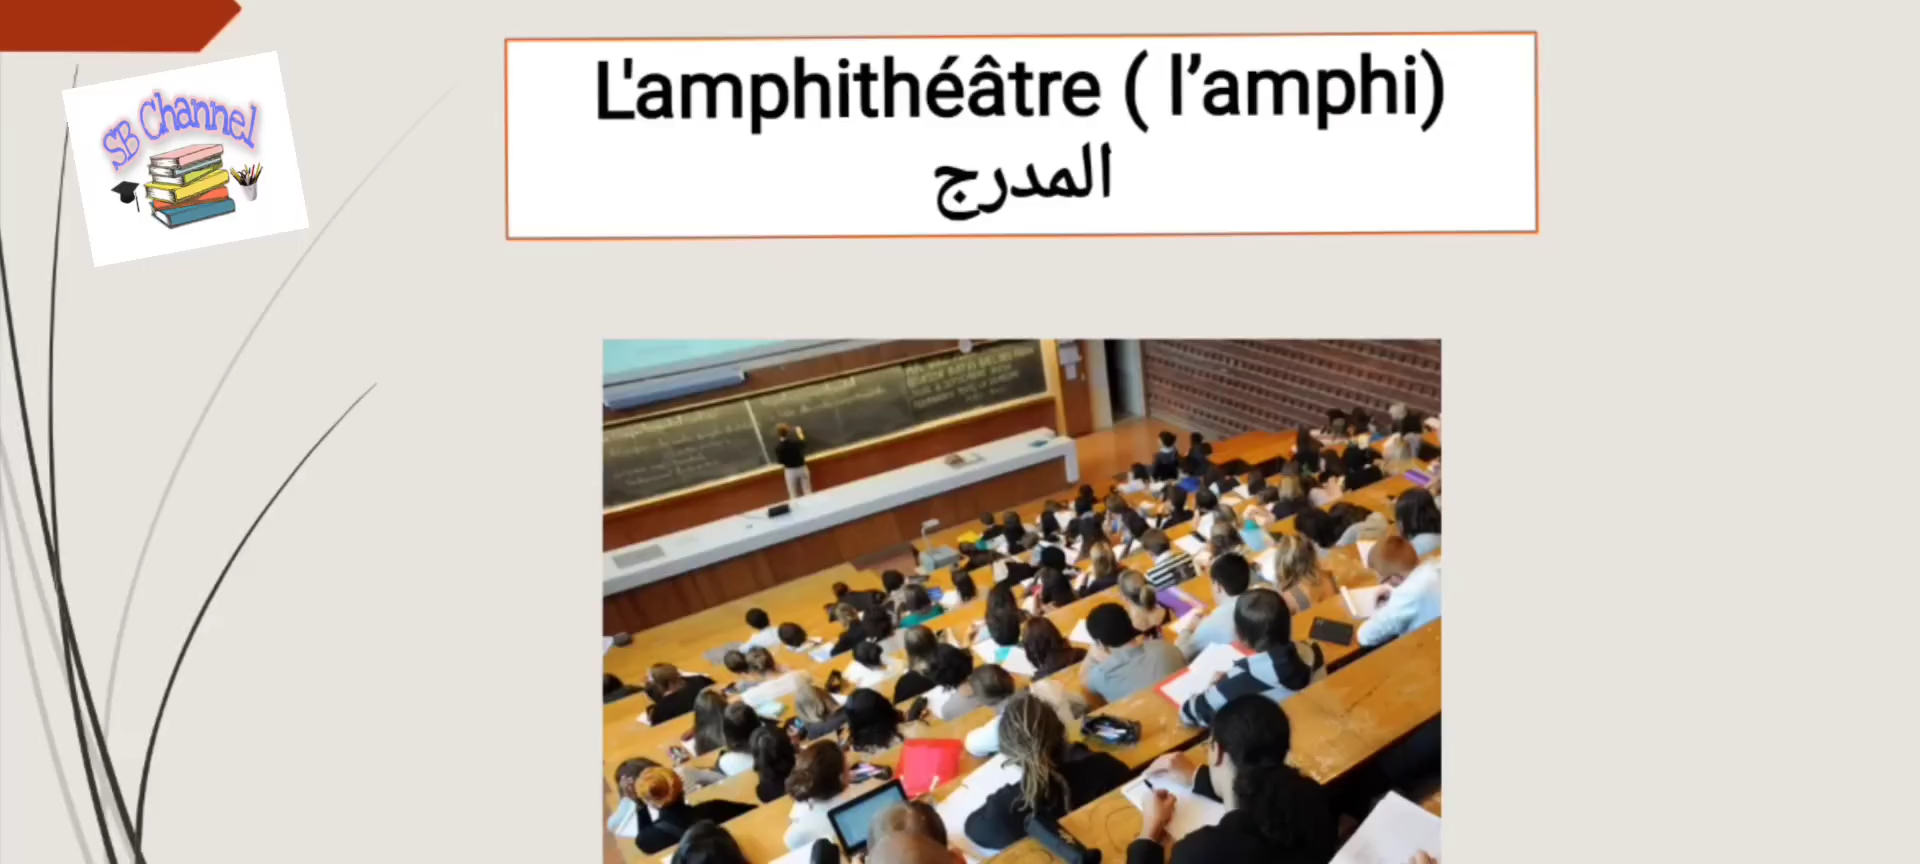 SB Channel
L'amphithéâtre ( l’amphi)
المدرج